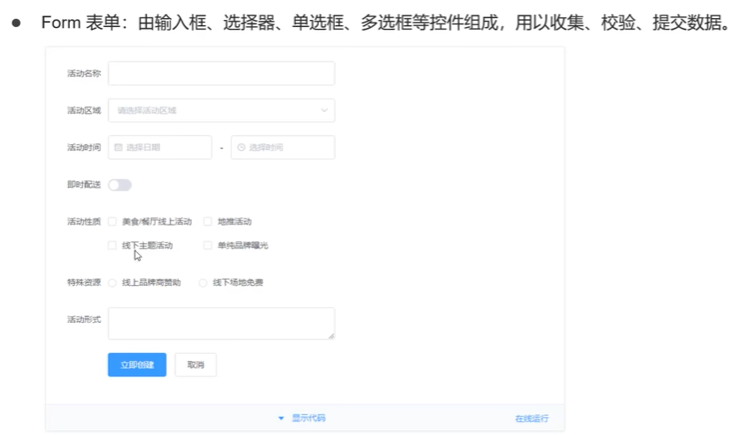 ● Form 表单：由输入框、选择器、单选框、多选框等控件组成，用以收集、校验、提交数据。
活动名称
活动区域 请选择活动区域
活动时间 选择日期 - 选择时间
即时配送
活动性质 美食/餐厅线上活动 地推活动
线下主题活动 单纯品牌曝光
特殊资源 线上品牌商赞助 线下场地免费
活动形式
立即创建 取消
显示代码 在线运行